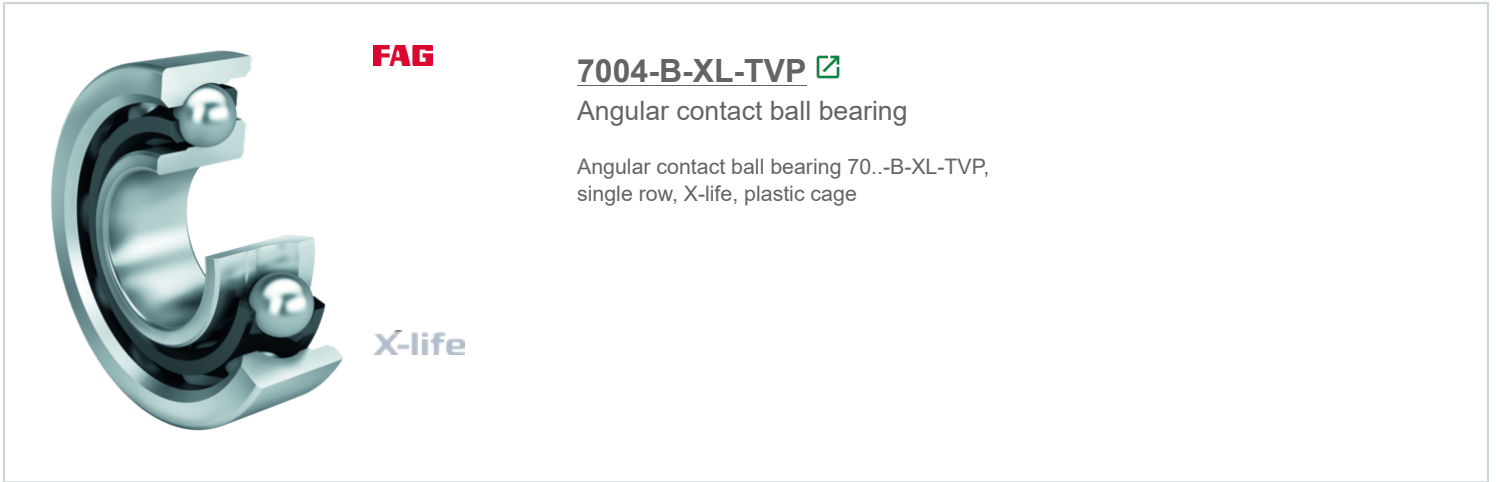 FAG
7004-B-XL-TVP
Angular contact ball bearing
Angular contact ball bearing 70..-B-XL-TVP,
single row, X-life, plastic cage
X-life